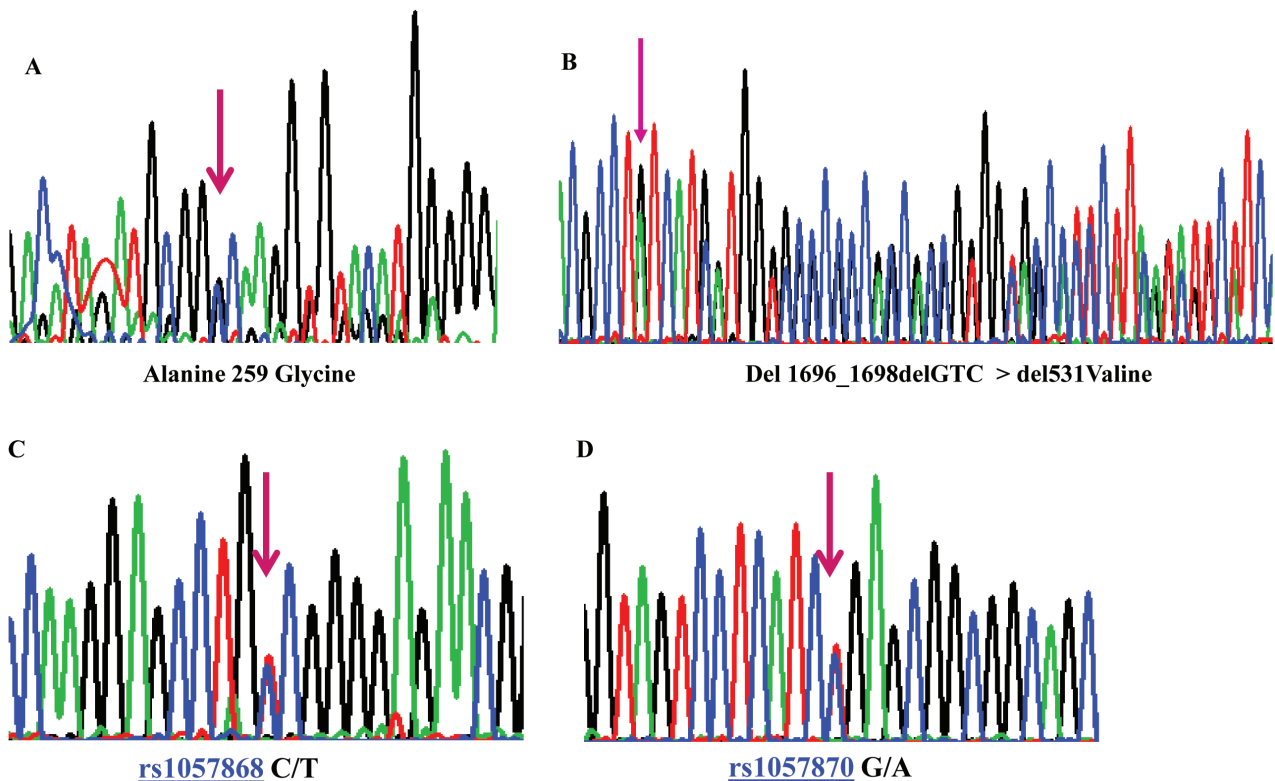 A
B
Alanine 259 Glycine
Del 1696_1698delGTC > del531Valine
C
D
rs1057868 C/T
rs1057870 G/A